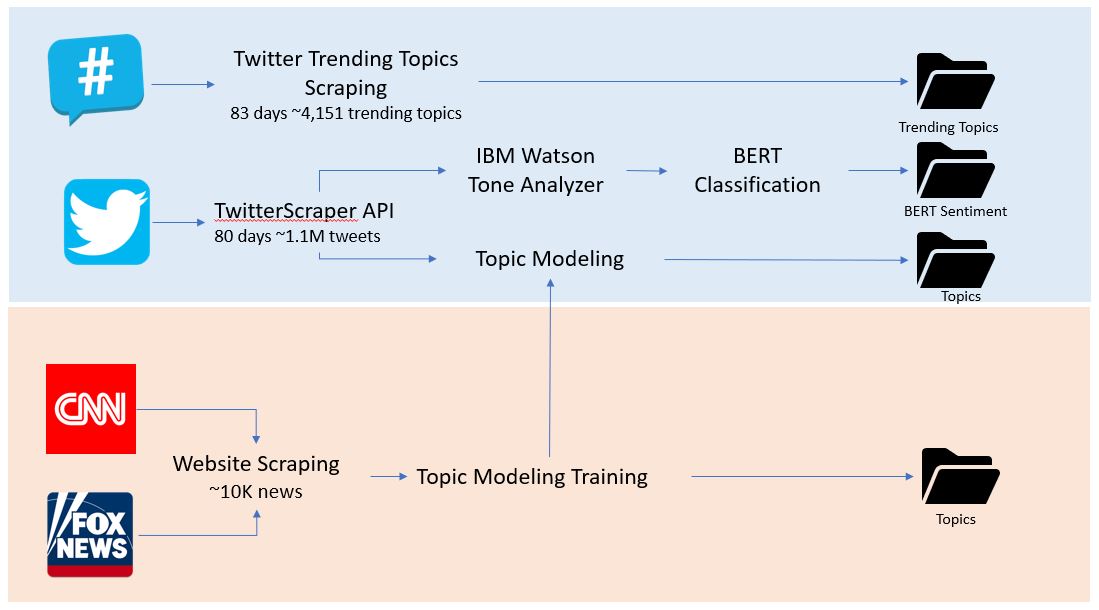 #
Twitter Trending Topics
Scraping
83 days ~4,151 trending topics
Trending Topics
IBM Watson
Tone Analyzer
BERT
Classification
BERT Sentiment
TwitterScraper API
80 days ~1.1M tweets
Topic Modeling
Topics
CNN
Website Scraping
~10K news
Topic Modeling Training
Topics
FOX
NEWS